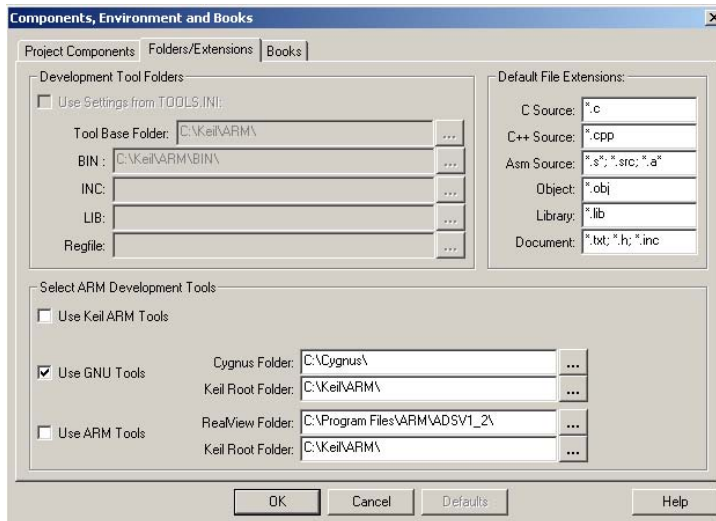 Components, Environment and Books
Project Components Folders/Extensions Books
Development Tool Folders
Use Settings from TOOLS.INI:
Tool Base Folder: C:\Keil\ARM\ ...
BIN : C:\Keil\ARM\BIN\ ...
INC: ...
LIB: ...
Regfile: ...
Default File Extensions:
C Source: *.c
C++ Source: *.cpp
Asm Source: *.s*; *.src; *.a*
Object: *.obj
Library: *.lib
Document: *.txt; *.h; *.inc
Select ARM Development Tools
Use Keil ARM Tools
Use GNU Tools
Cygnus Folder: C:\Cygnus\ ...
Keil Root Folder: C:\Keil\ARM\ ...
Use ARM Tools
RealView Folder: C:\Program Files\ARM\ADSV1_2\ ...
Keil Root Folder: C:\Keil\ARM\ ...
OK Cancel Defaults Help